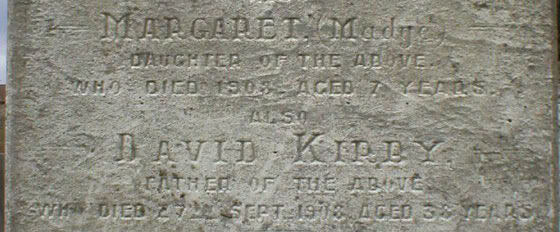 MARGARET, (Madge)
DAUGHTER OF THE ABOVE
WHO DIED 1908. AGED 7 YEARS.
ALSO
DAVID KIRBY,
FATHER OF THE ABOVE
WHO DIED 27TH SEPT. 1908. AGED 38 YEARS